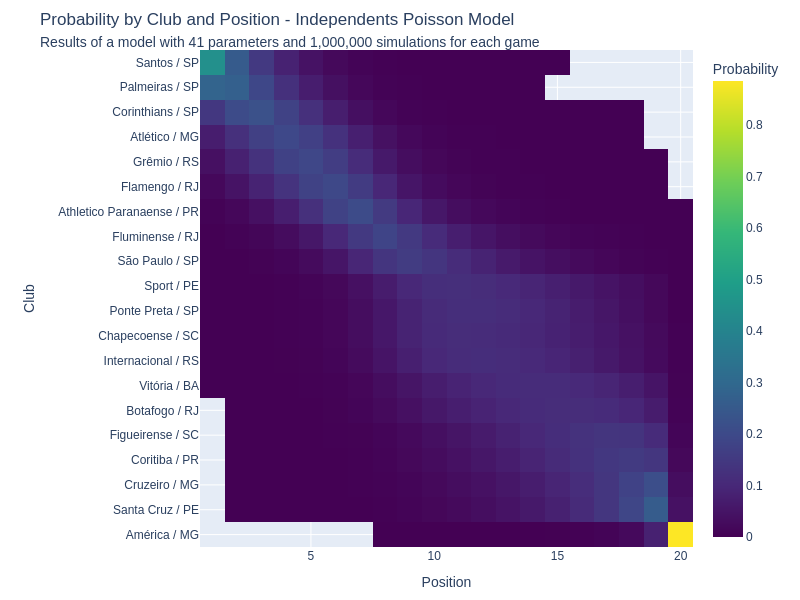 Probability by Club and Position - Independents Poisson Model
Results of a model with 41 parameters and 1,000,000 simulations for each game
Probability
Club
Santos / SP
Palmeiras / SP
Corinthians / SP
Atlético / MG
Grêmio / RS
Flamengo / RJ
Athletico Paranaense / PR
Fluminense / RJ
São Paulo / SP
Sport / PE
Ponte Preta / SP
Chapecoense / SC
Internacional / RS
Vitória / BA
Botafogo / RJ
Figueirense / SC
Coritiba / PR
Cruzeiro / MG
Santa Cruz / PE
América / MG
0.8
0.7
0.6
0.5
0.4
0.3
0.2
0.1
0
5 10 15 20
Position